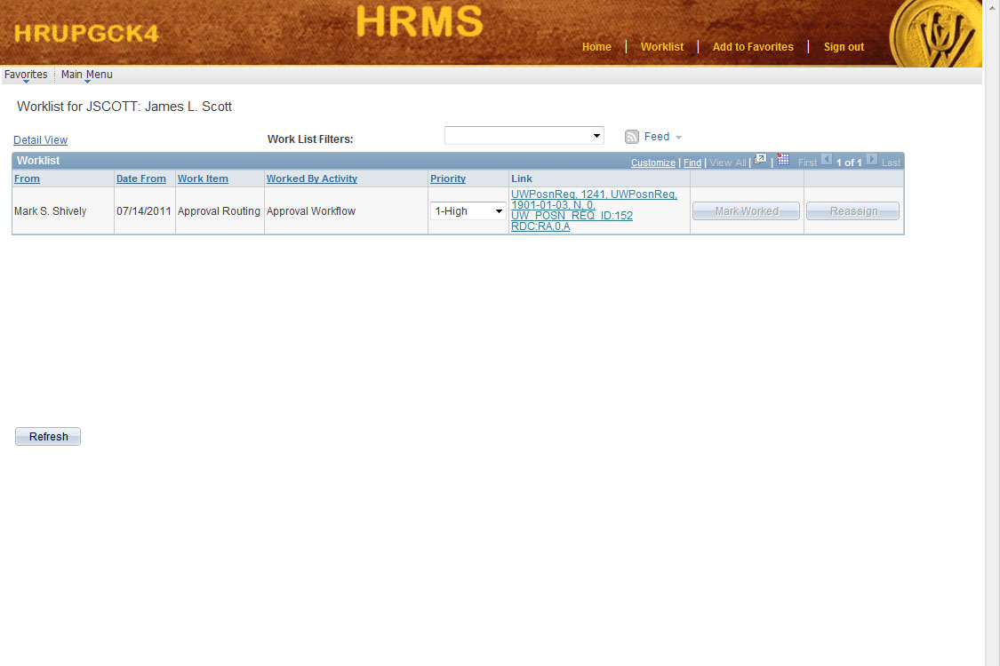 HRUPGCK4
HRMS
Home | Worklist | Add to Favorites | Sign out
Favorites Main Menu
Worklist for JSCOTT: James L. Scott
Detail View Work List Filters: Feed
Worklist Customize | Find | View All | | First 1 of 1 Last
From Date From Work Item Worked By Activity Priority Link
Mark S. Shively 07/14/2011 Approval Routing Approval Workflow 1-High
UWPosnReq, 1241, UWPosnReq,
1901-01-03, N, 0,
UW_POSN_REQ_ID:152
RDC:RA,0,A
Mark Worked Reassign
Refresh